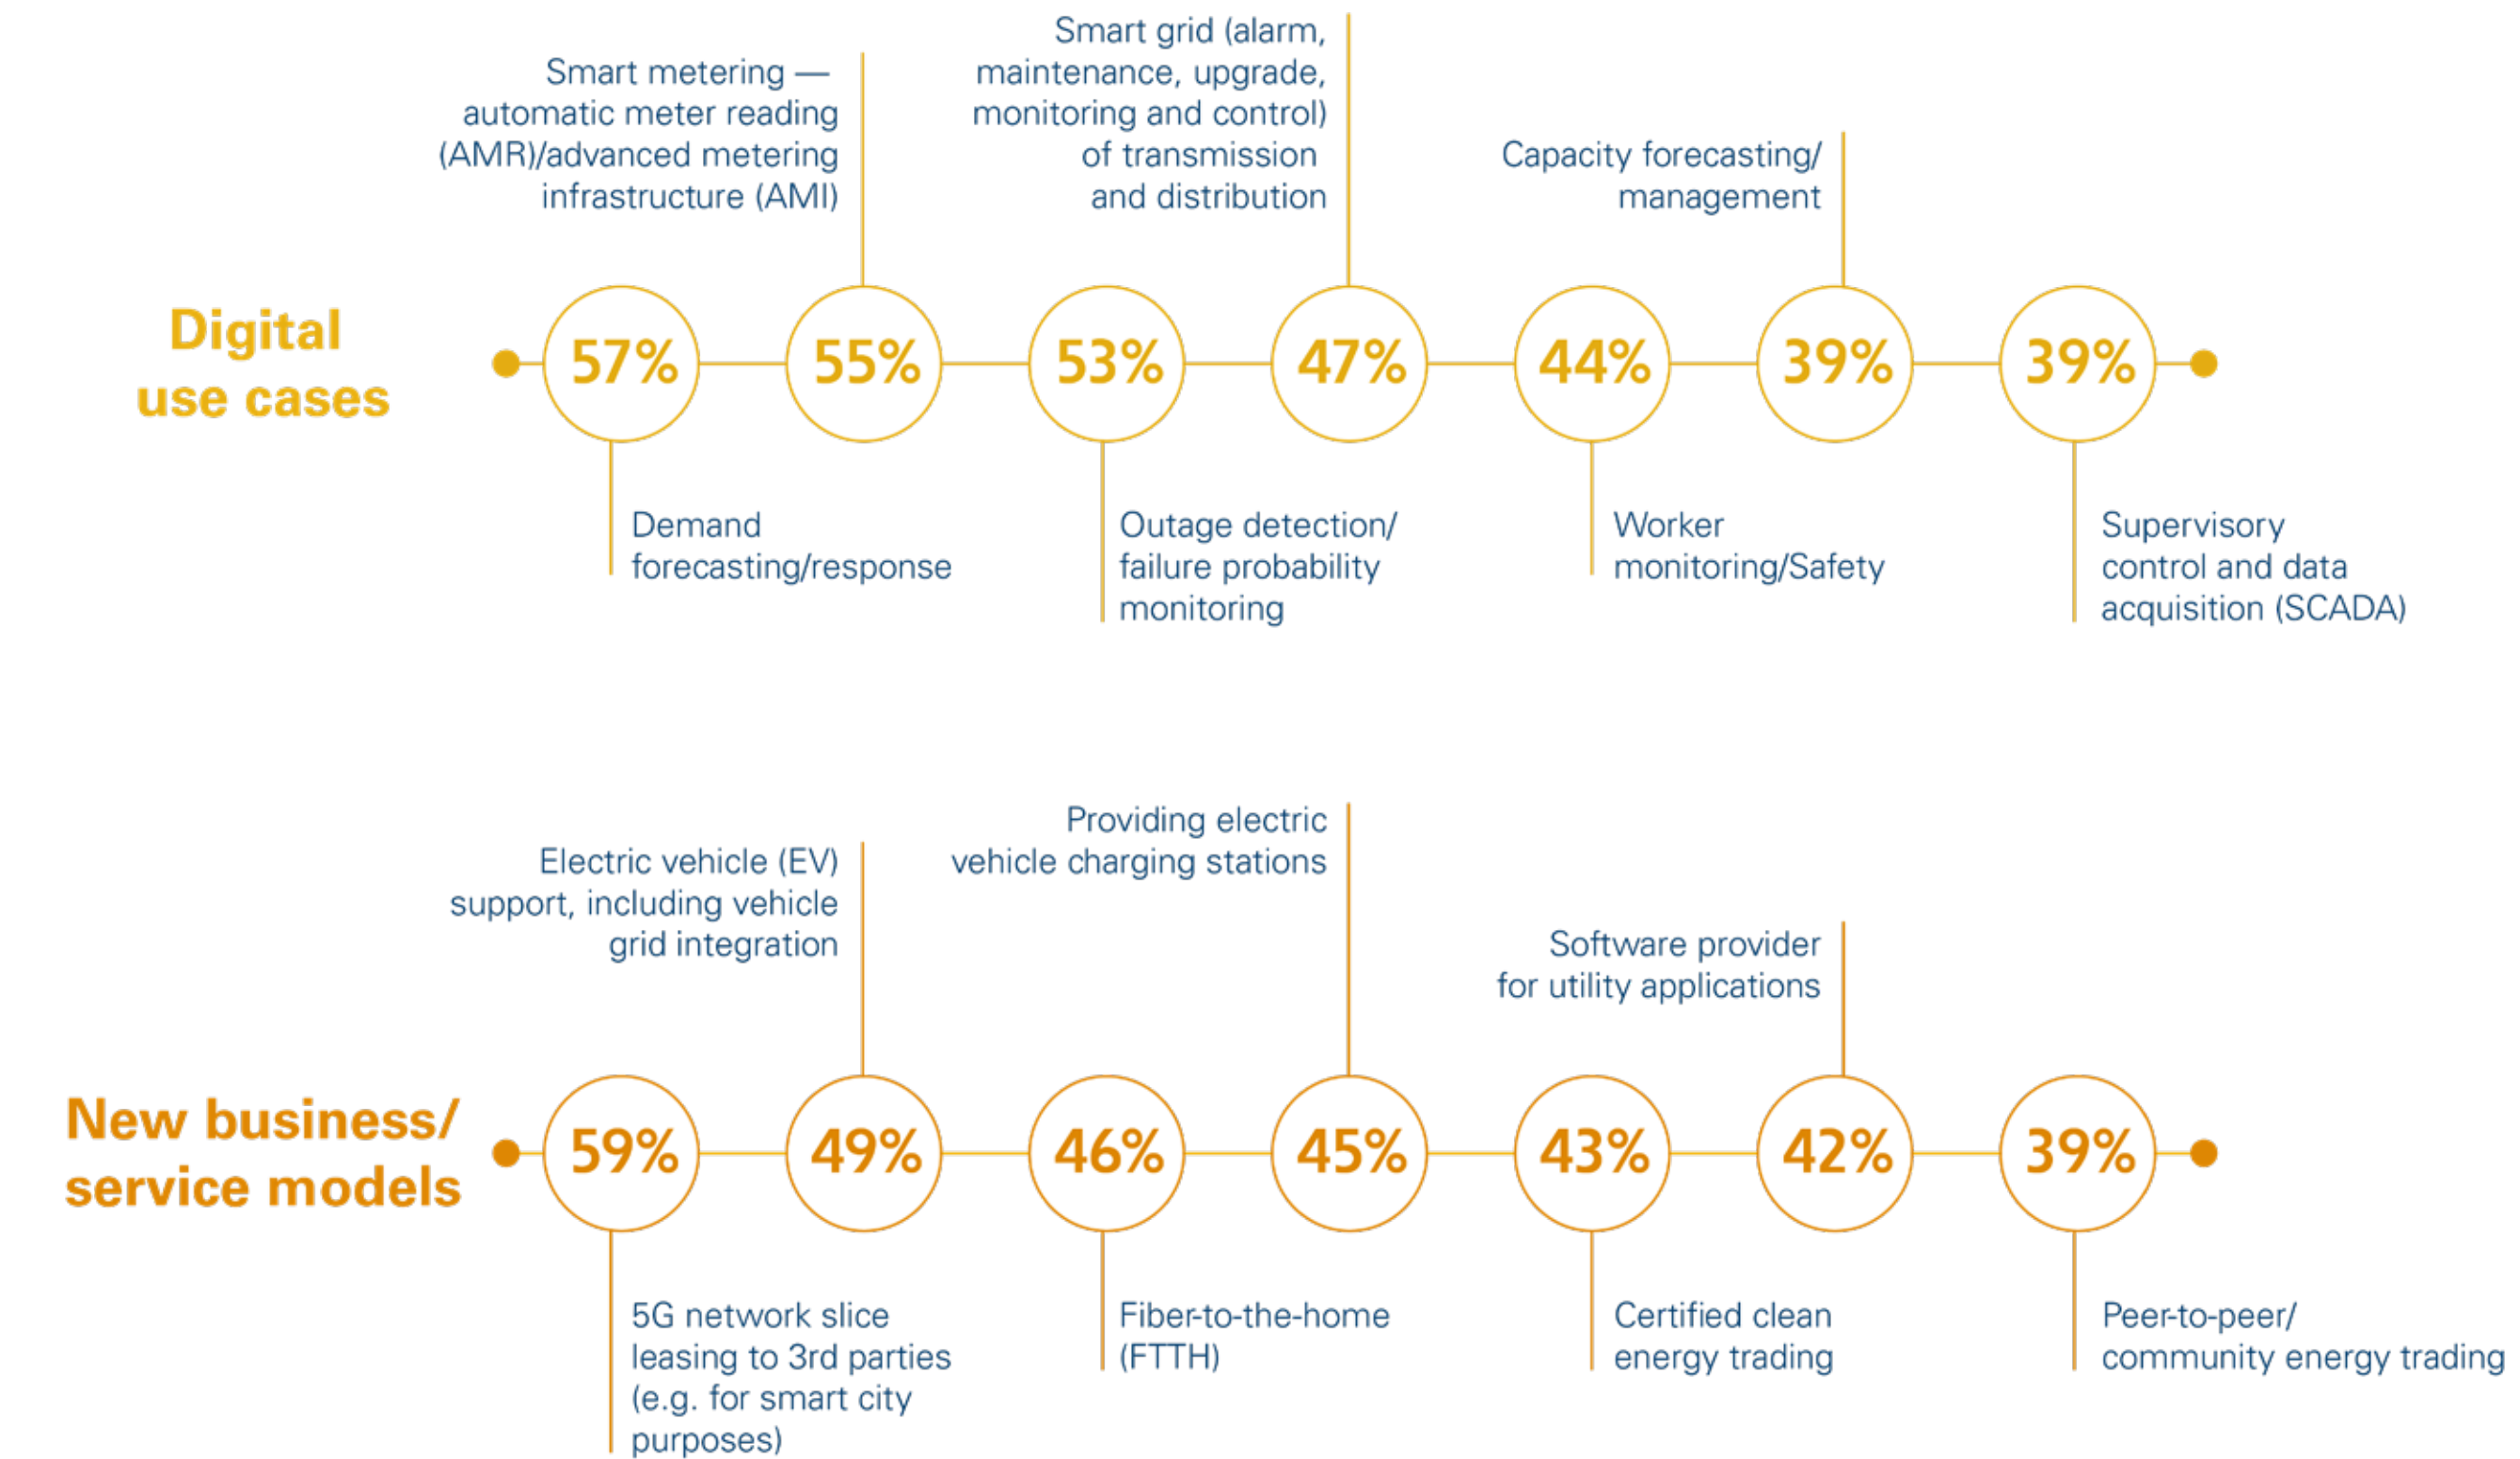 Smart metering —
automatic meter reading
(AMR)/advanced metering
infrastructure (AMI)
Smart grid (alarm,
maintenance, upgrade,
monitoring and control)
of transmission
and distribution
Capacity forecasting/
management
Digital
use cases
57%
55%
53%
47%
44%
39%
39%
Demand
forecasting/response
Outage detection/
failure probability
monitoring
Worker
monitoring/Safety
Supervisory
control and data
acquisition (SCADA)
Electric vehicle (EV)
support, including vehicle
grid integration
Providing electric
vehicle charging stations
Software provider
for utility applications
New business/
service models
59%
49%
46%
45%
43%
42%
39%
5G network slice
leasing to 3rd parties
(e.g. for smart city
purposes)
Fiber-to-the-home
(FTTH)
Certified clean
energy trading
Peer-to-peer/
community energy trading